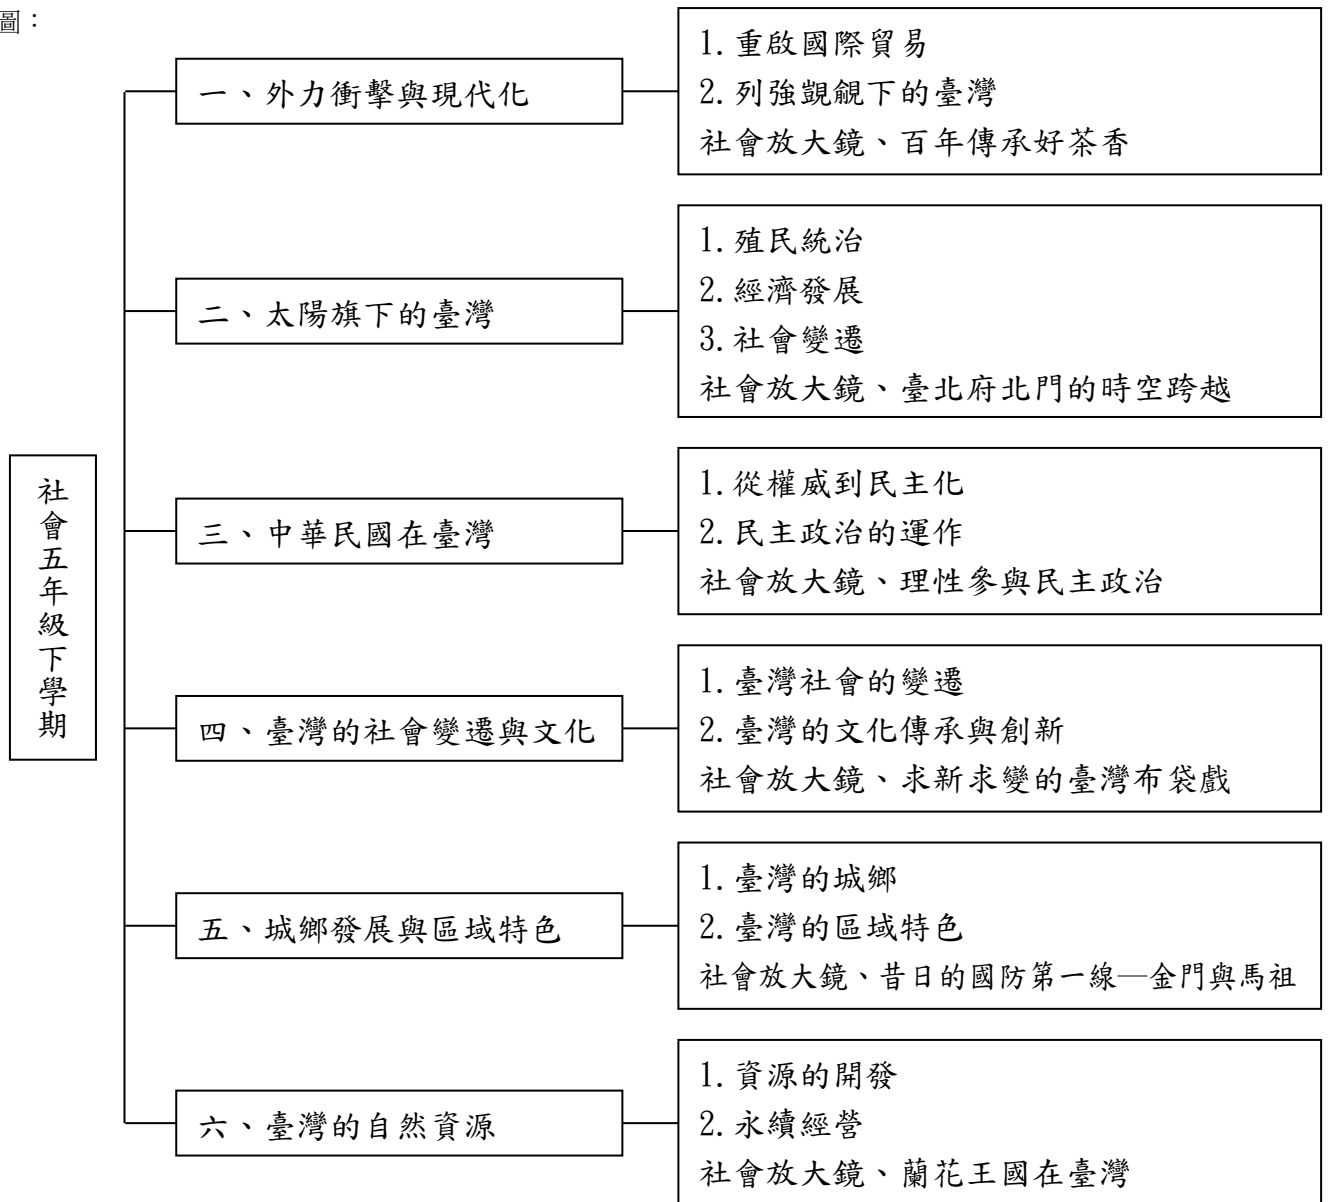 圖：
社會五年級下學期
一、外力衝擊與現代化
1.重啟國際貿易
2.列強覬覦下的臺灣
社會放大鏡、百年傳承好茶香
二、太陽旗下的臺灣
1.殖民統治
2.經濟發展
3.社會變遷
社會放大鏡、臺北府北門的時空跨越
三、中華民國在臺灣
1.從權威到民主化
2.民主政治的運作
社會放大鏡、理性參與民主政治
四、臺灣的社會變遷與文化
1.臺灣社會的變遷
2.臺灣的文化傳承與創新
社會放大鏡、求新求變的臺灣布袋戲
五、城鄉發展與區域特色
1.臺灣的城鄉
2.臺灣的區域特色
社會放大鏡、昔日的國防第一線—金門與馬祖
六、臺灣的自然資源
1.資源的開發
2.永續經營
社會放大鏡、蘭花王國在臺灣